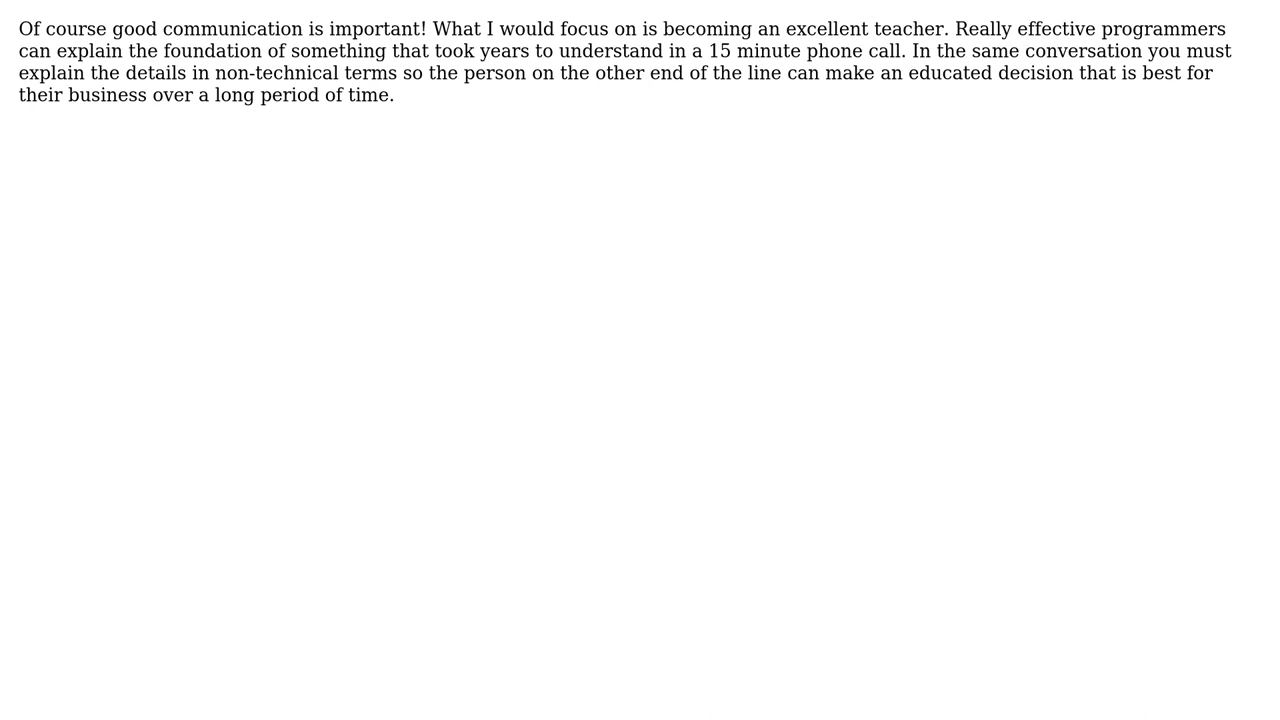 Of course good communication is important! What I would focus on is becoming an excellent teacher. Really effective programmers
can explain the foundation of something that took years to understand in a 15 minute phone call. In the same conversation you must
explain the details in non-technical terms so the person on the other end of the line can make an educated decision that is best for
their business over a long period of time.